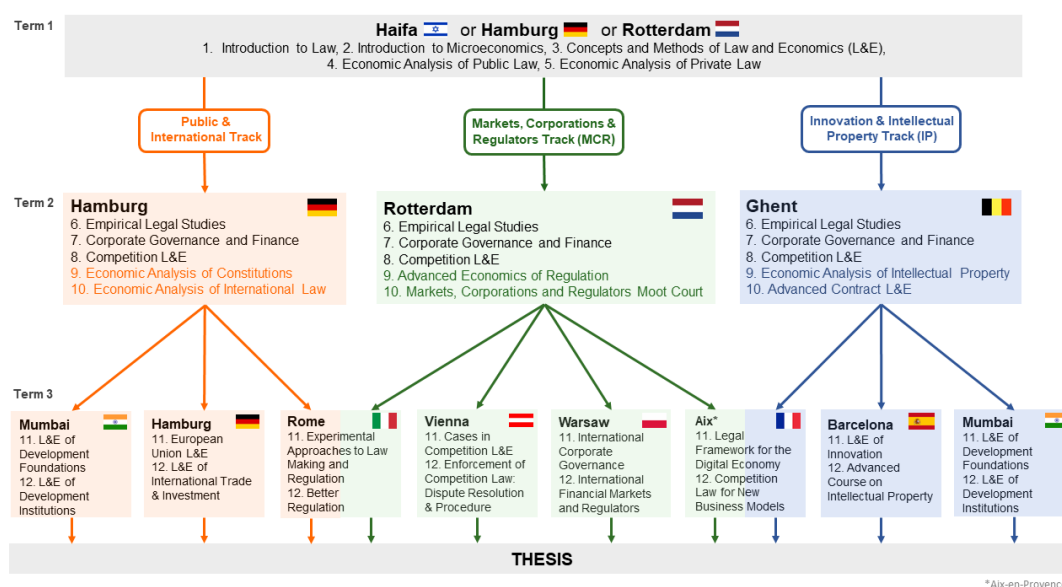 Term 1
Haifa or Hamburg or Rotterdam
1. Introduction to Law, 2. Introduction to Microeconomics, 3. Concepts and Methods of Law and Economics (L&E),
4. Economic Analysis of Public Law, 5. Economic Analysis of Private Law
Public &
International Track
Markets, Corporations &
Regulators Track (MCR)
Innovation & Intellectual
Property Track (IP)
Term 2
Hamburg
6. Empirical Legal Studies
7. Corporate Governance and Finance
8. Competition L&E
9. Economic Analysis of Constitutions
10. Economic Analysis of International Law
Rotterdam
6. Empirical Legal Studies
7. Corporate Governance and Finance
8. Competition L&E
9. Advanced Economics of Regulation
10. Markets, Corporations and Regulators Moot Court
Ghent
6. Empirical Legal Studies
7. Corporate Governance and Finance
8. Competition L&E
9. Economic Analysis of Intellectual Property
10. Advanced Contract L&E
Term 3
Mumbai
11. L&E of
Development
Foundations
12. L&E of
Development
Institutions
Hamburg
11. European
Union L&E
12. L&E of
International Trade
& Investment
Rome
11. Experimental
Approaches to Law
Making and
Regulation
12. Better
Regulation
Vienna
11. Cases in
Competition L&E
12. Enforcement of
Competition Law:
Dispute Resolution
& Procedure
Warsaw
11. International
Corporate
Governance
12. International
Financial Markets
and Regulators
Aix*
11. Legal
Framework for the
Digital Economy
12. Competition
Law for New
Business Models
Barcelona
11. L&E of
Innovation
12. Advanced
Course on
Intellectual Property
Mumbai
11. L&E of
Development
Foundations
12. L&E of
Development
Institutions
THESIS
*Aix-en-Provenc